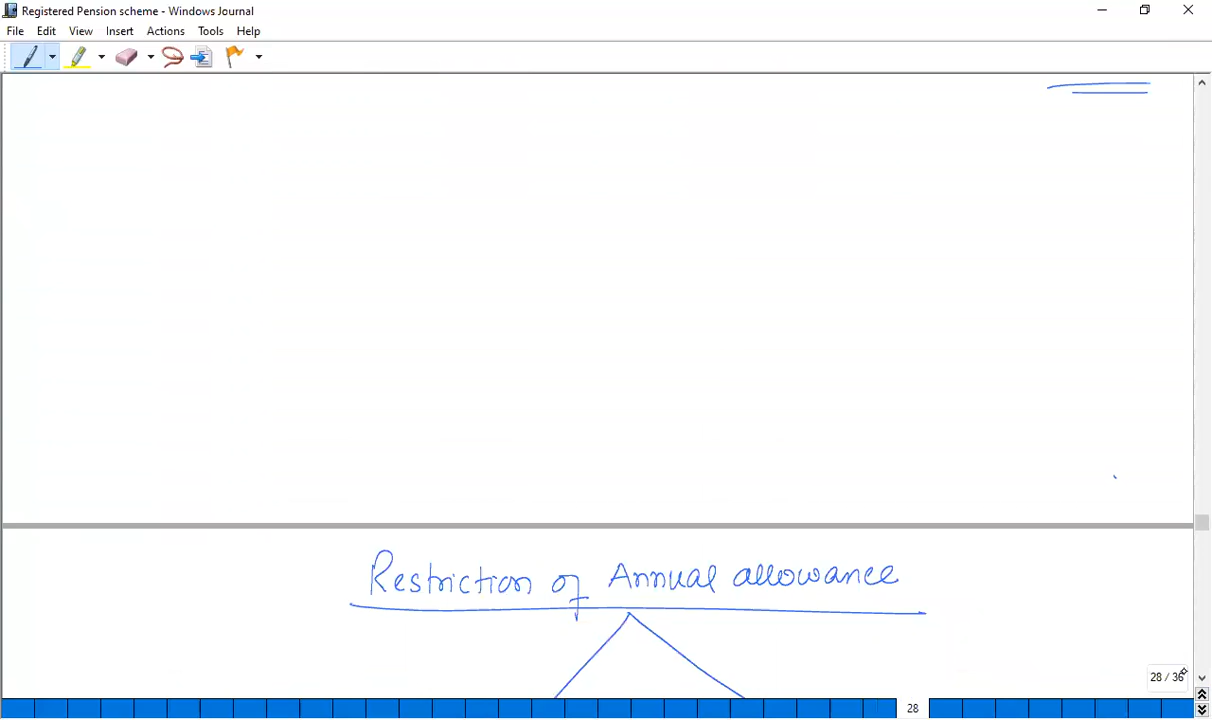 Registered Pension scheme - Windows Journal
File Edit View Insert Actions Tools Help
Restriction of Annual allowance
28 / 36
28